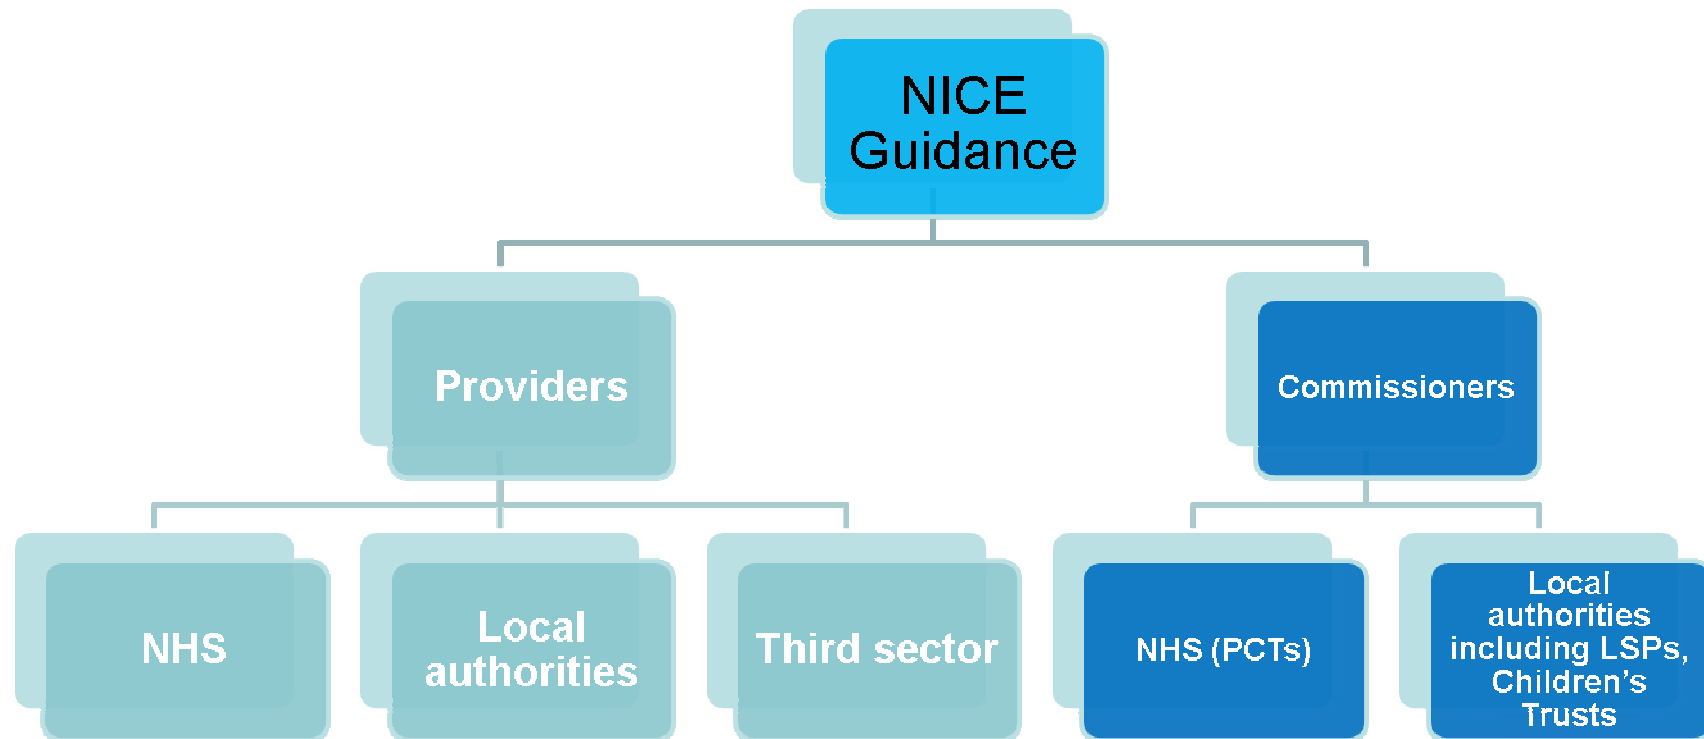 NICE
Guidance
Providers
Commissioners
NHS
Local
authorities
Third sector
NHS (PCTs)
Local
authorities
including LSPs,
Children’s
Trusts